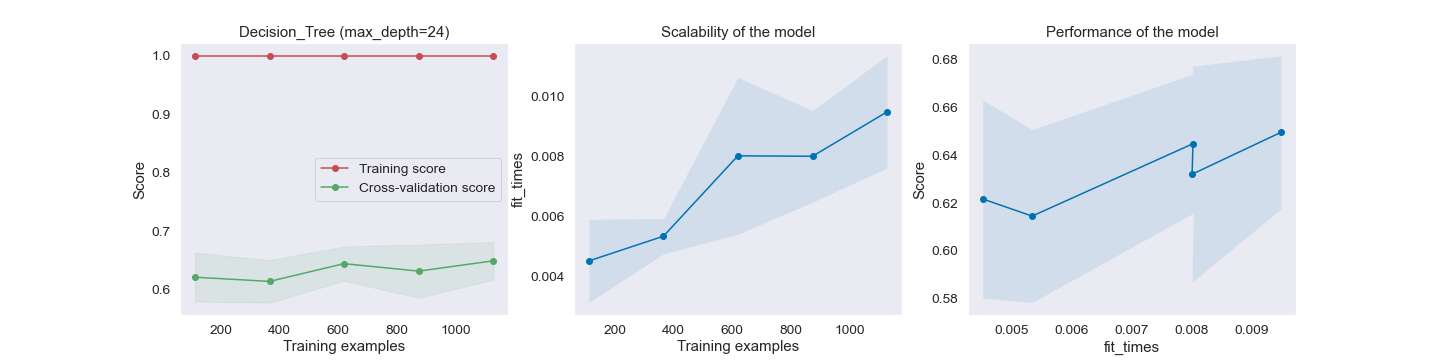 Decision_Tree (max_depth=24)
1.0
0.9
0.8
0.7
0.6
Score
Training score
Cross-validation score
200 400 600 800 1000
Training examples
Scalability of the model
0.010
0.008
0.006
0.004
fit_times
200 400 600 800 1000
Training examples
Performance of the model
0.68
0.66
0.64
0.62
0.60
0.58
Score
0.005 0.006 0.007 0.008 0.009
fit_times